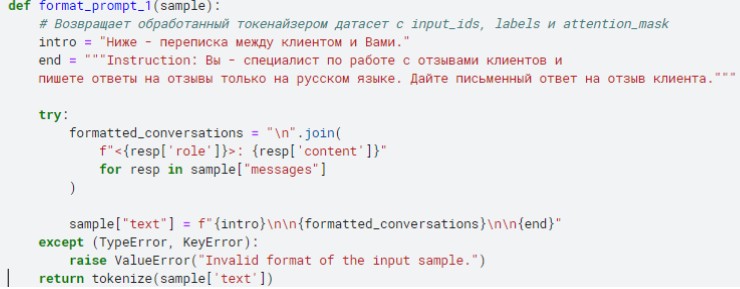 def format_prompt_1(sample):
    # Возвращает обработанный токенайзером датасет с input_ids, labels и attention_mask
    intro = "Ниже - переписка между клиентом и Вами."
    end = """Instruction: Вы - специалист по работе с отзывами клиентов и
    пишете ответы на отзывы только на русском языке. Дайте письменный ответ на отзыв клиента."""
    try:
        formatted_conversations = "\n".join(
            f"<{resp['role']}>: {resp['content']}"
            for resp in sample["messages"]
        )
        sample["text"] = f"{intro}\n\n{formatted_conversations}\n\n{end}"
    except (TypeError, KeyError):
        raise ValueError("Invalid format of the input sample.")
    return tokenize(sample['text'])